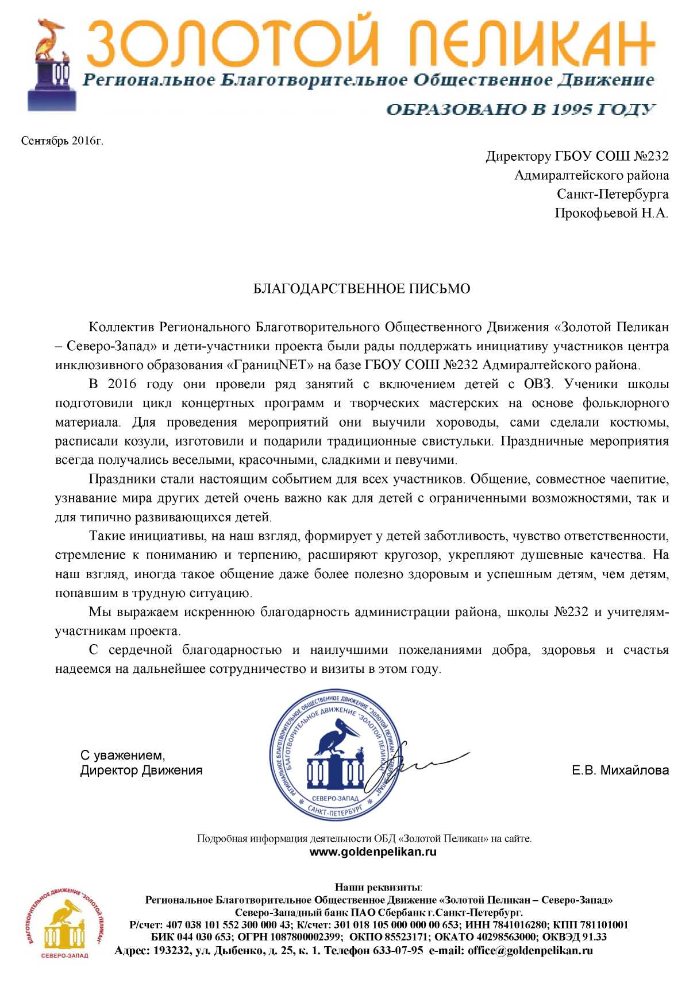 ЗОЛОТОЙ ПЕЛИКАН
Региональное Благотворительное Общественное Движение
ОБРАЗОВАНО В 1995 ГОДУ
Сентябрь 2016г.
Директору ГБОУ СОШ №232
Адмиралтейского района
Санкт-Петербурга
Прокофьевой Н.А.
БЛАГОДАРСТВЕННОЕ ПИСЬМО
Коллектив Регионального Благотворительного Общественного Движения «Золотой Пеликан
– Северо-Запад» и дети-участники проекта были рады поддержать инициативу участников центра
инклюзивного образования «ГраницNET» на базе ГБОУ СОШ №232 Адмиралтейского района.
В 2016 году они провели ряд занятий с включением детей с ОВЗ. Ученики школы
подготовили цикл концертных программ и творческих мастерских на основе фольклорного
материала. Для проведения мероприятий они выучили хороводы, сами сделали костюмы,
расписали козули, изготовили и подарили традиционные свистульки. Праздничные мероприятия
всегда получались веселыми, красочными, сладкими и певучими.
Праздники стали настоящим событием для всех участников. Общение, совместное чаепитие,
узнавание мира других детей очень важно как для детей с ограниченными возможностями, так и
для типично развивающихся детей.
Такие инициативы, на наш взгляд, формирует у детей заботливость, чувство ответственности,
стремление к пониманию и терпению, расширяют кругозор, укрепляют душевные качества. На
наш взгляд, иногда такое общение даже более полезно здоровым и успешным детям, чем детям,
попавшим в трудную ситуацию.
Мы выражаем искреннюю благодарность администрации района, школы №232 и учителям-
участникам проекта.
С сердечной благодарностью и наилучшими пожеланиями добра, здоровья и счастья
надеемся на дальнейшее сотрудничество и визиты в этом году.
РЕГИОНАЛЬНОЕ БЛАГОТВОРИТЕЛЬНОЕ ОБЩЕСТВЕННОЕ ДВИЖЕНИЕ "ЗОЛОТОЙ ПЕЛИКАН - СЕВЕРО-ЗАПАД"
БЛАГОТВОРИТЕЛЬНОЕ ДВИЖЕНИЕ "ЗОЛОТОЙ ПЕЛИКАН"
СЕВЕРО-ЗАПАД
* САНКТ-ПЕТЕРБУРГ *
С уважением,
Директор Движения
Е.В. Михайлова
Подробная информация деятельности ОБД «Золотой Пеликан» на сайте.
www.goldenpelikan.ru
Наши реквизиты:
Региональное Благотворительное Общественное Движение «Золотой Пеликан – Северо-Запад»
Северо-Западный банк ПАО Сбербанк г.Санкт-Петербург.
Р/счет: 407 038 101 552 300 000 43; К/счет: 301 018 105 000 000 00 653; ИНН 7841016280; КПП 781101001
БИК 044 030 653; ОГРН 1087800002399; ОКПО 85523171; ОКАТО 40298563000; ОКВЭД 91.33
Адрес: 193232, ул. Дыбенко, д. 25, к. 1. Телефон 633-07-95 e-mail: office@goldenpelikan.ru
БЛАГОТВОРИТЕЛЬНОЕ ДВИЖЕНИЕ "ЗОЛОТОЙ ПЕЛИКАН"
СЕВЕРО-ЗАПАД